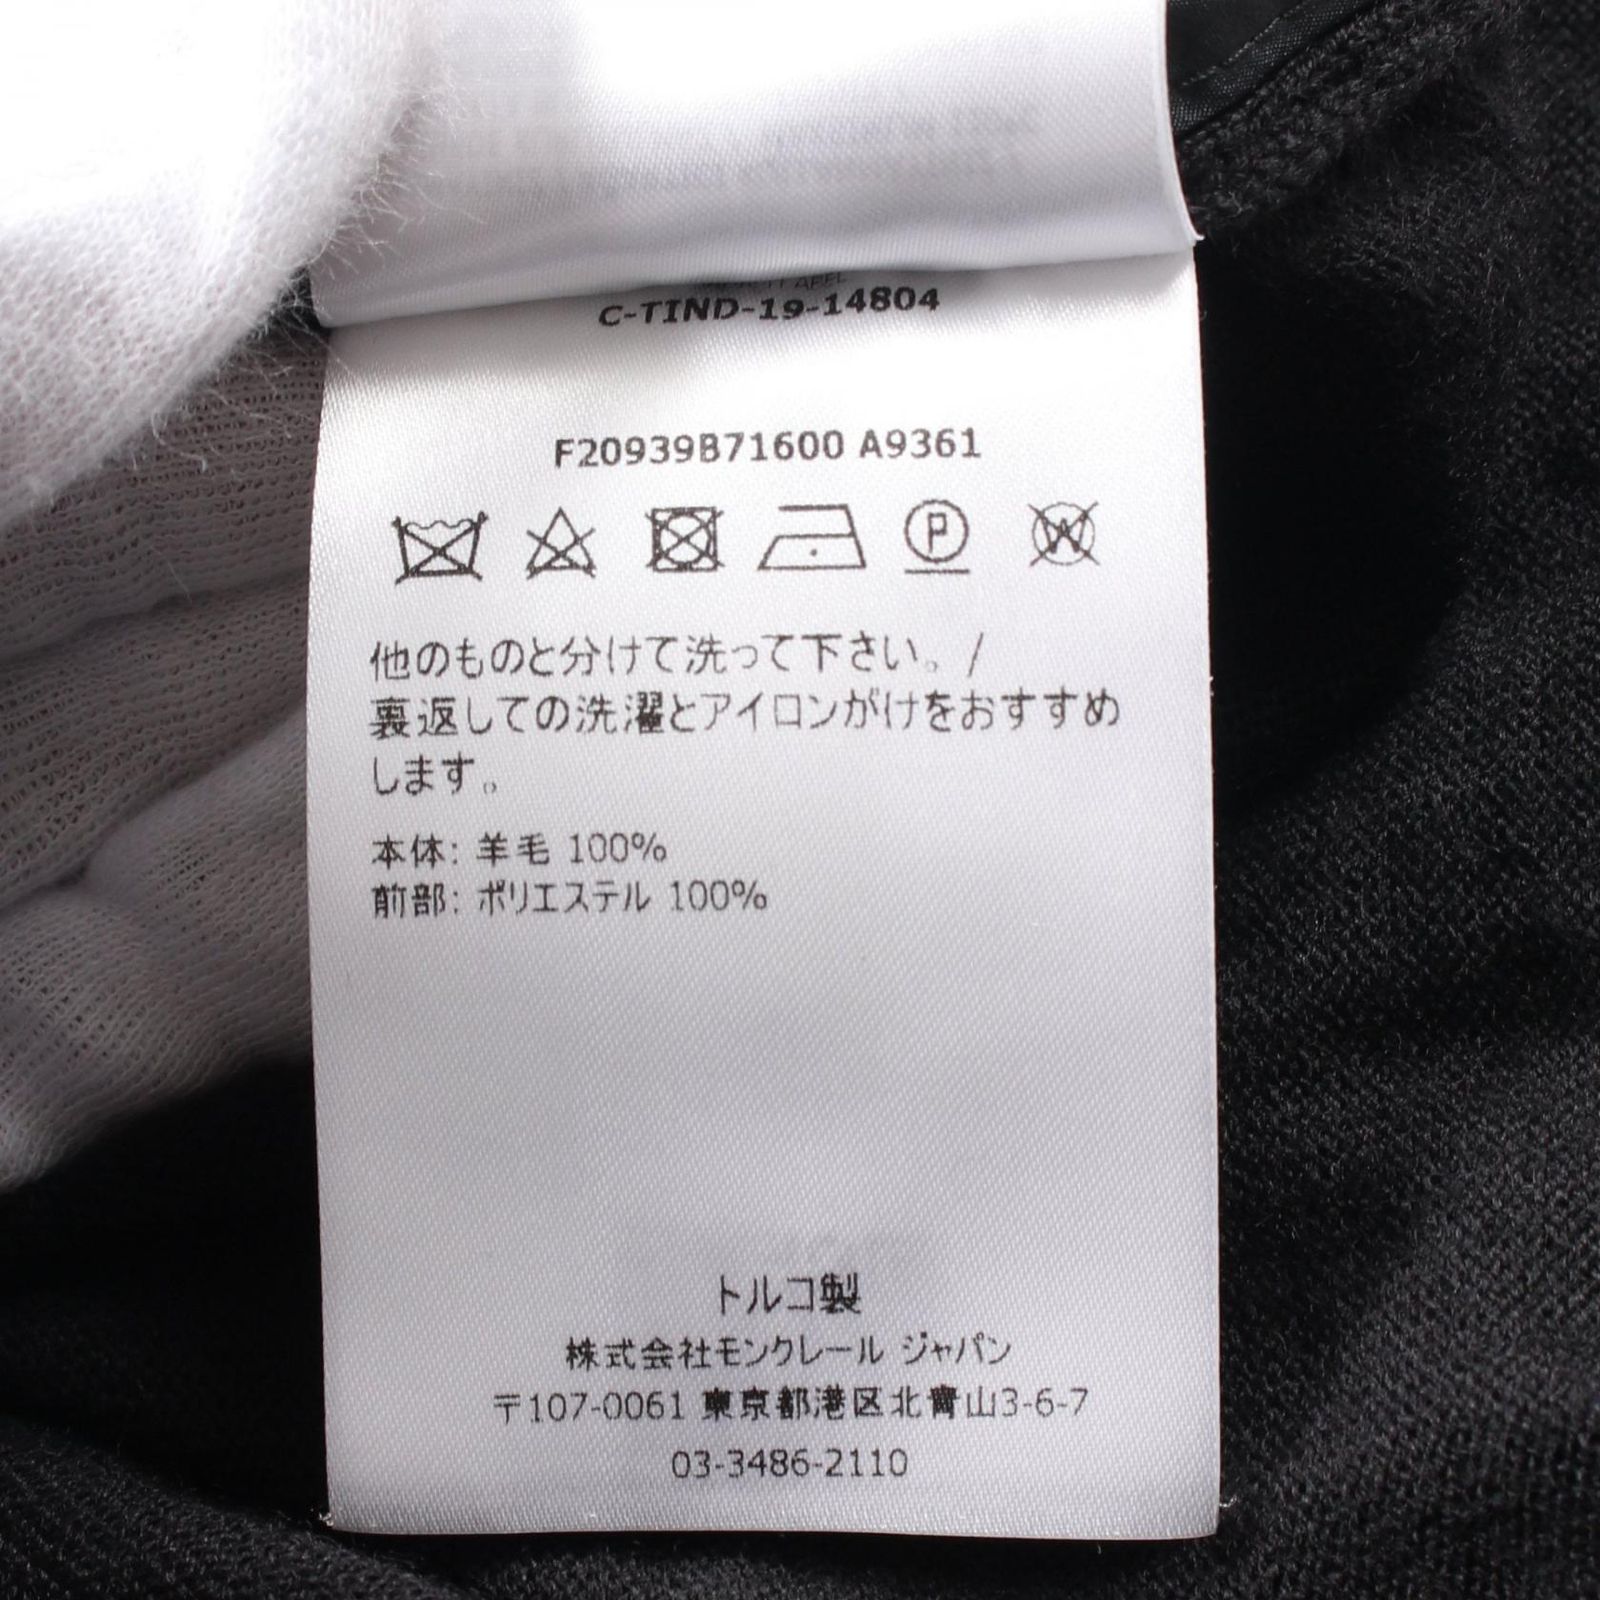 C-TIND-19-14804
F20939B71600 A9361
P
W
他のものと分けて洗って下さい。/
裏返しての洗濯とアイロンがけをおすすめ
します。
本体: 羊毛 100%
前部: ポリエステル 100%
トルコ製
株式会社モンクレール ジャパン
〒107-0061 東京都港区北青山3-6-7
03-3486-2110